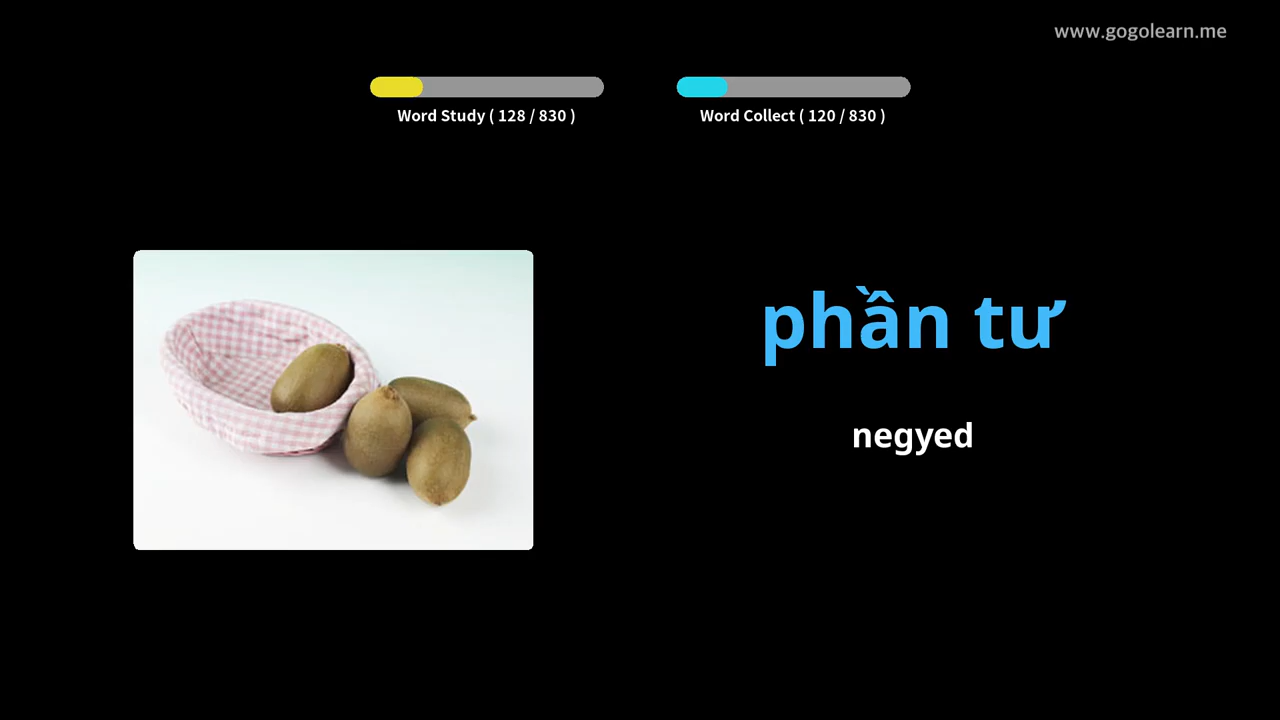 www.gogolearn.me
Word Study ( 128 / 830 )
Word Collect ( 120 / 830 )
phần tư
negyed